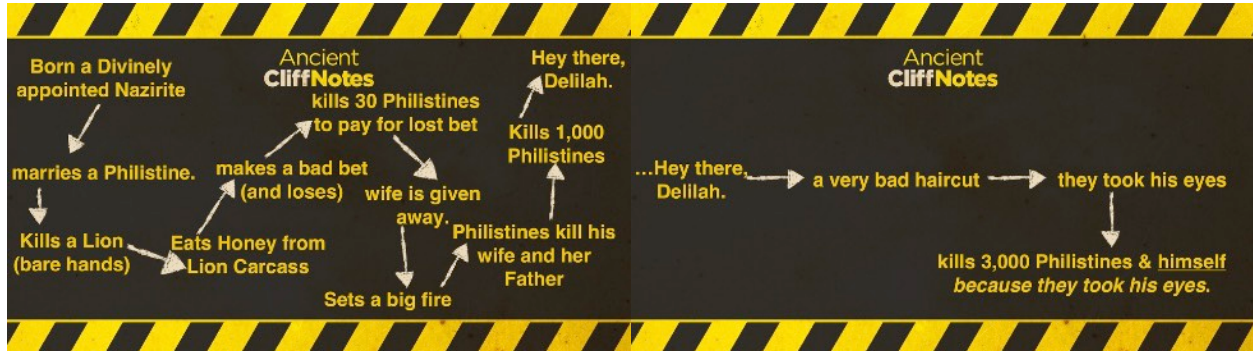 Ancient
CliffNotes
Born a Divinely
appointed Nazirite
marries a Philistine.
Kills a Lion
(bare hands)
Eats Honey from
Lion Carcass
makes a bad bet
(and loses)
kills 30 Philistines
to pay for lost bet
wife is given
away.
Sets a big fire
Philistines kill his
wife and her
Father
Kills 1,000
Philistines
Hey there,
Delilah.
Ancient
CliffNotes
...Hey there,
Delilah.
a very bad haircut
they took his eyes
kills 3,000 Philistines & himself
because they took his eyes.